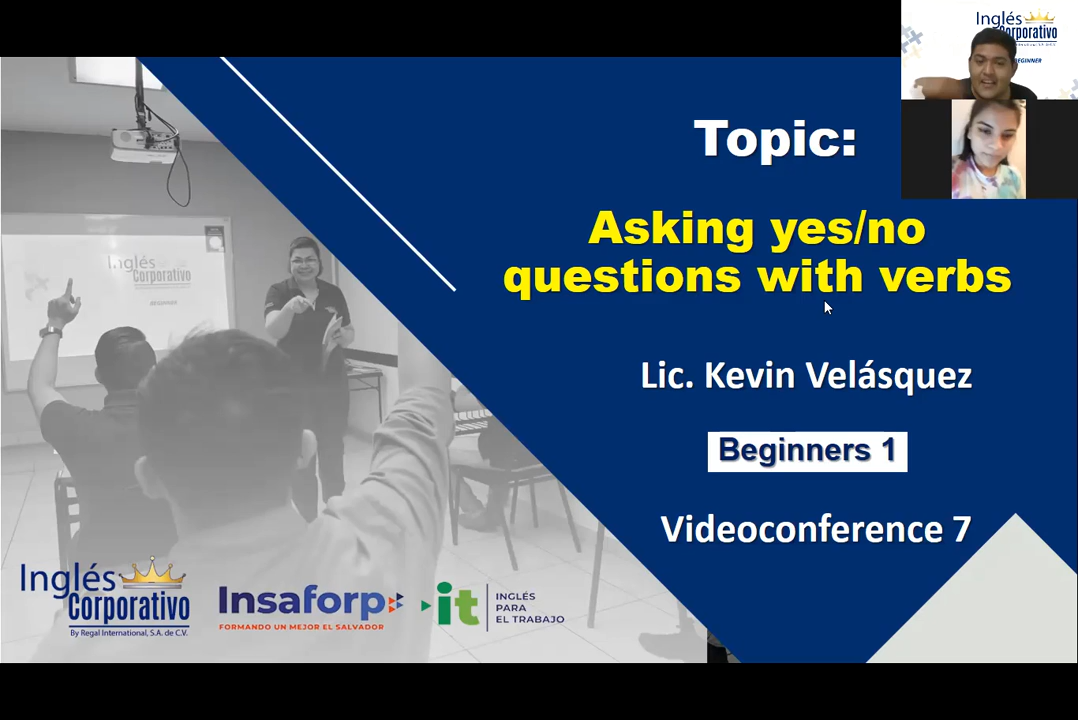 Inglés
Corporativo
BEGINNER
Topic:
Asking yes/no
questions with verbs
Inglés
Corporativo
Lic. Kevin Velásquez
BEGINNER
Beginners 1
Videoconference 7
Inglés
Corporativo
By Regal International, S.A. de C.V.
Insaforp
FORMANDO UN MEJOR EL SALVADOR
it
INGLÉS
PARA
EL TRABAJO